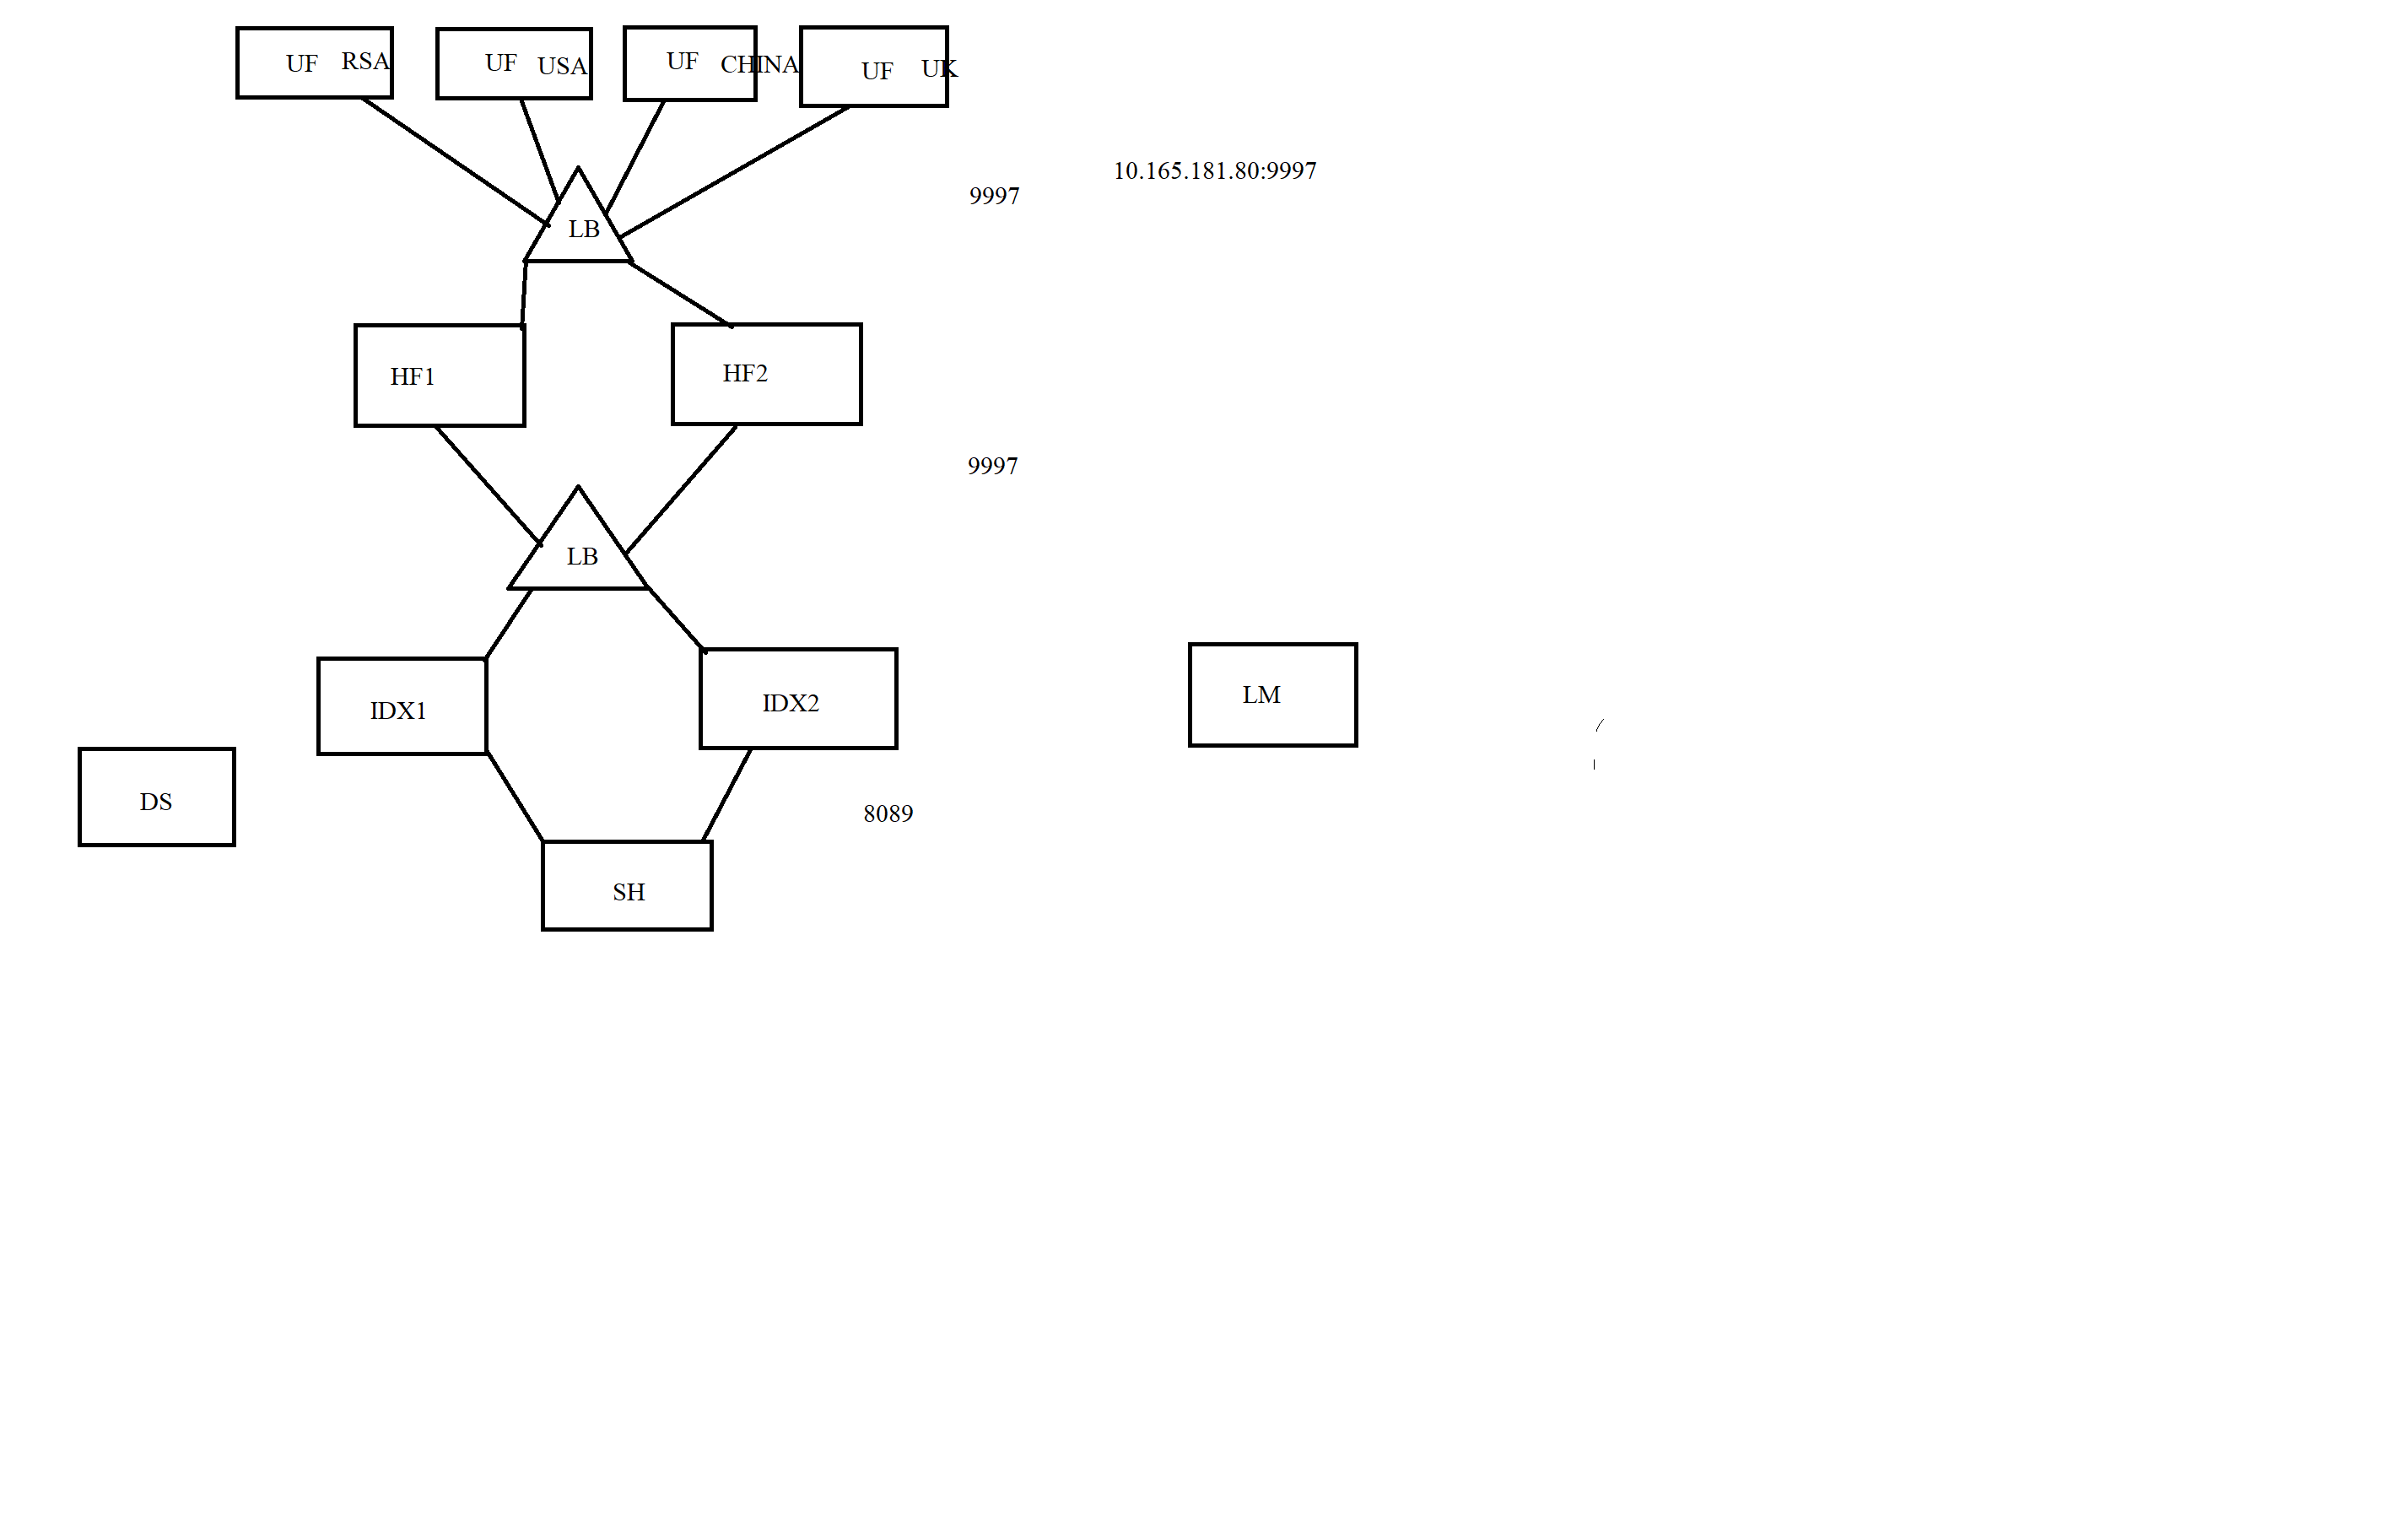 UF RSA
UF USA
UF CHINA
UF UK
10.165.181.80:9997
9997
LB
HF1
HF2
9997
LB
IDX1
IDX2
LM
DS
8089
SH